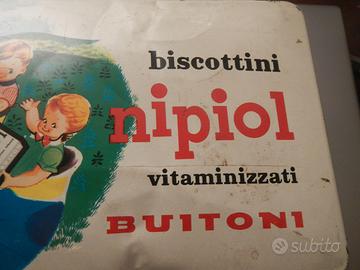 biscottini
nipiol
vitaminizzati
BUITONI
subito